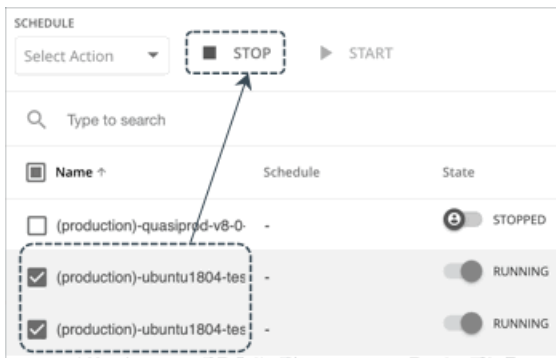 SCHEDULE
Select Action STOP START
Type to search
Name ↑ Schedule State
(production)-quasiprod-v8-0- - STOPPED
(production)-ubuntu1804-tes - RUNNING
(production)-ubuntu1804-tes - RUNNING